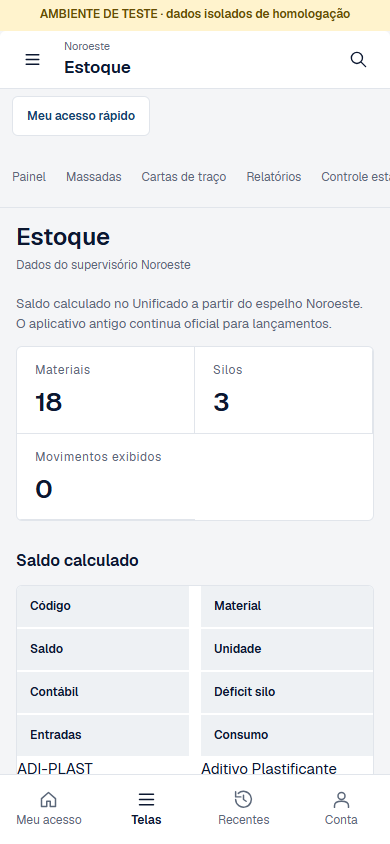 AMBIENTE DE TESTE · dados isolados de homologação
Noroeste
Estoque
Meu acesso rápido
Painel Massadas Cartas de traço Relatórios Controle est
Estoque
Dados do supervisório Noroeste
Saldo calculado no Unificado a partir do espelho Noroeste.
O aplicativo antigo continua oficial para lançamentos.
Materiais Silos
18 3
Movimentos exibidos
0
Saldo calculado
Código Material
Saldo Unidade
Contábil Déficit silo
Entradas Consumo
ADI-PLAST Aditivo Plastificante
Meu acesso Telas Recentes Conta